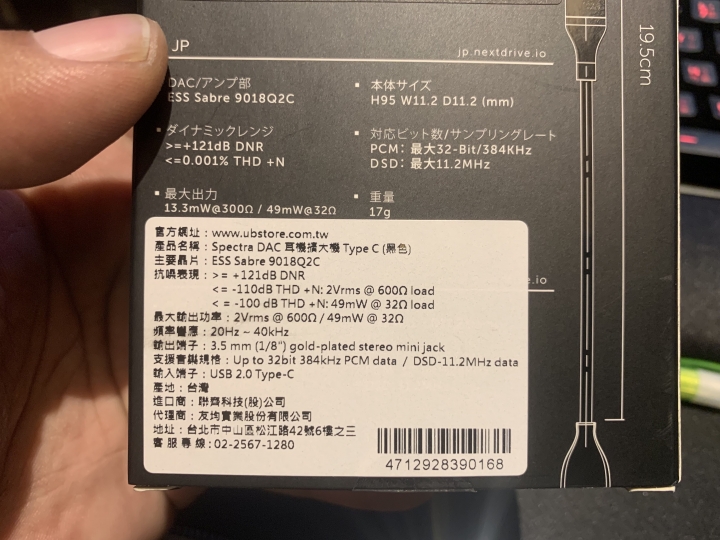 JP
jp.nextdrive.io
19.5cm
DAC/アンプ部
ESS Sabre 9018Q2C
▪ 本体サイズ
H95 W11.2 D11.2 (mm)
▪ ダイナミックレンジ
>=+121dB DNR
<=0.001% THD +N
▪ 対応ビット数/サンプリングレート
PCM: 最大32-Bit/384KHz
DSD: 最大11.2MHz
▪ 最大出力
13.3mW@300Ω / 49mW@32Ω
▪ 重量
17g
.io
官方網址：www.ubstore.com.tw
產品名稱：Spectra DAC 耳機擴大機 Type C (黑色)
主要晶片：ESS Sabre 9018Q2C
抗噪表現：>= +121dB DNR
<= -110dB THD +N: 2Vrms @ 600Ω load
<= -100 dB THD +N: 49mW @ 32Ω load
最大輸出功率：2Vrms @ 600Ω / 49mW @ 32Ω
頻率響應：20Hz ~ 40kHz
輸出端子：3.5 mm (1/8") gold-plated stereo mini jack
支援音樂規格：Up to 32bit 384kHz PCM data / DSD-11.2MHz data
輸入端子：USB 2.0 Type-C
產地：台灣
進口商：聯齊科技(股)公司
代理商：友均實業股份有限公司
地址：台北市中山區松江路42號6樓之三
客服專線：02-2567-1280
4712928390168